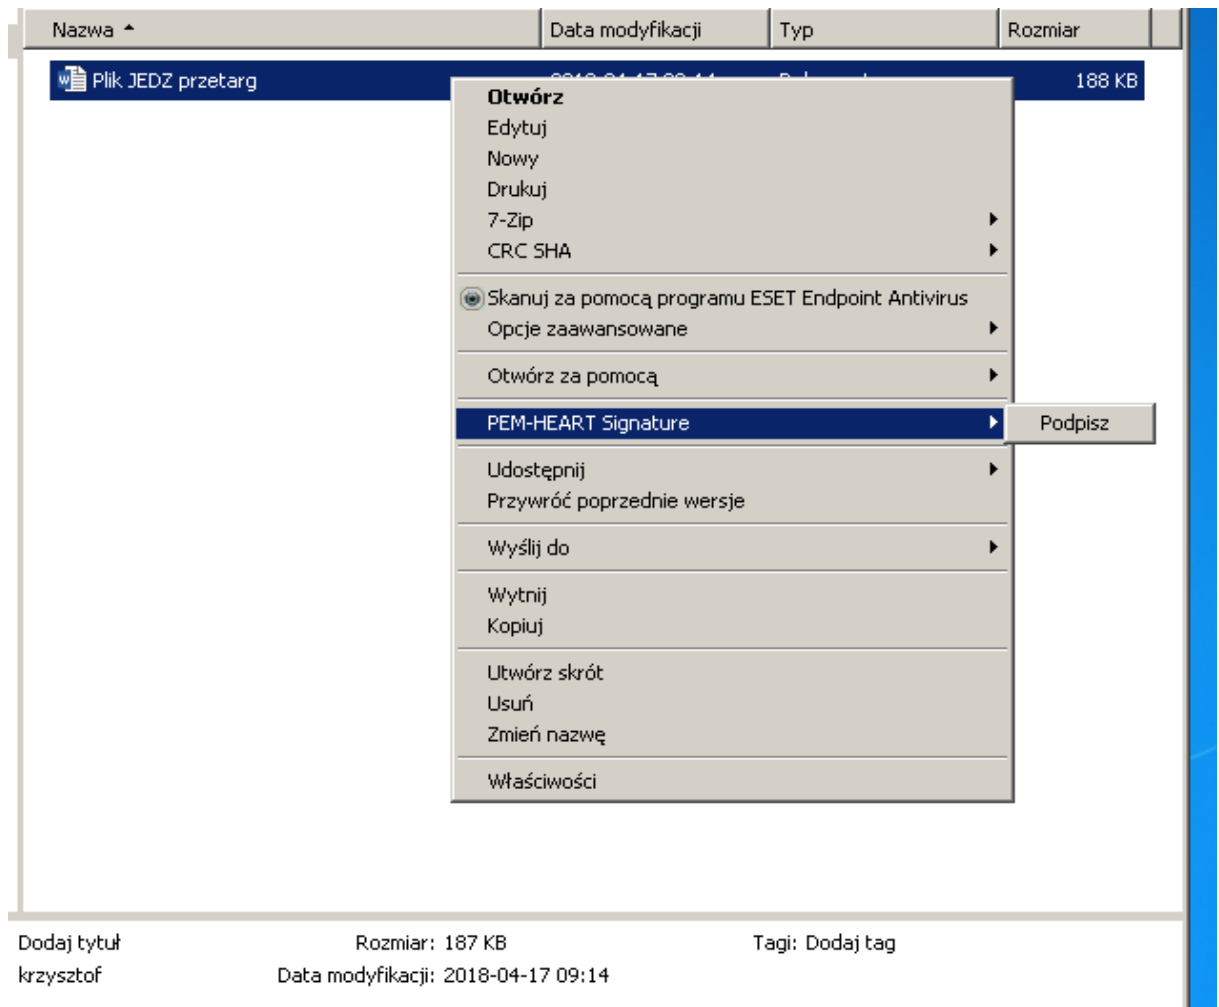 Nazwa Data modyfikacji Typ Rozmiar
Plik JEDZ przetarg 188 KB
Otwórz
Edytuj
Nowy
Drukuj
7-Zip
CRC SHA
Skanuj za pomocą programu ESET Endpoint Antivirus
Opcje zaawansowane
Otwórz za pomocą
PEM-HEART Signature Podpisz
Udostępnij
Przywróć poprzednie wersje
Wyślij do
Wytnij
Kopiuj
Utwórz skrót
Usuń
Zmień nazwę
Właściwości
Dodaj tytuł Rozmiar: 187 KB Tagi: Dodaj tag
krzysztof Data modyfikacji: 2018-04-17 09:14